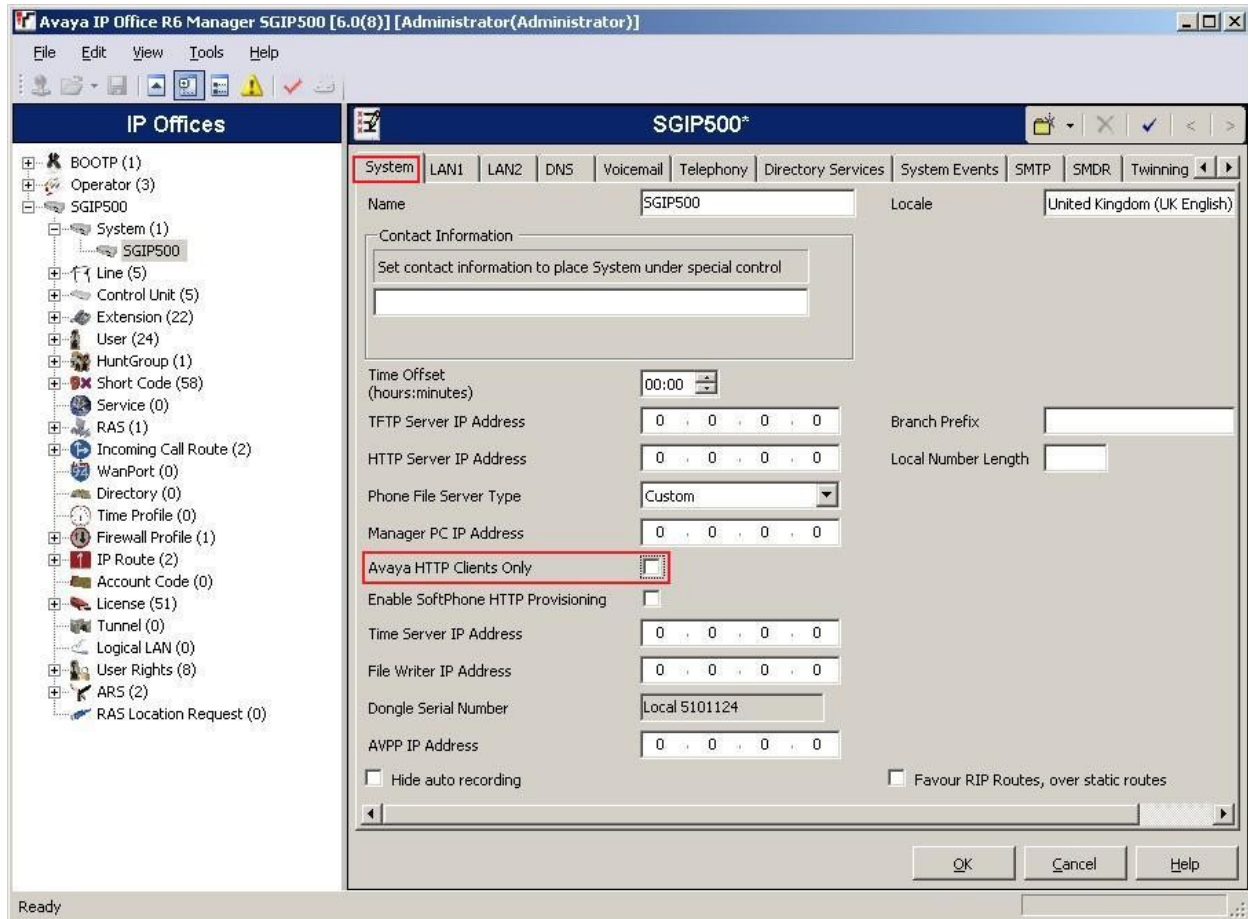 Avaya IP Office R6 Manager SGIP500 [6.0(8)] [Administrator(Administrator)]
File Edit View Tools Help
IP Offices
BOOTP (1)
Operator (3)
SGIP500
System (1)
SGIP500
Line (5)
Control Unit (5)
Extension (22)
User (24)
HuntGroup (1)
Short Code (58)
Service (0)
RAS (1)
Incoming Call Route (2)
WanPort (0)
Directory (0)
Time Profile (0)
Firewall Profile (1)
IP Route (2)
Account Code (0)
License (51)
Tunnel (0)
Logical LAN (0)
User Rights (8)
ARS (2)
RAS Location Request (0)
SGIP500*
System LAN1 LAN2 DNS Voicemail Telephony Directory Services System Events SMTP SMDR Twinning
Name SGIP500 Locale United Kingdom (UK English)
Contact Information
Set contact information to place System under special control
Time Offset
(hours:minutes) 00:00
TFTP Server IP Address 0 . 0 . 0 . 0 Branch Prefix
HTTP Server IP Address 0 . 0 . 0 . 0 Local Number Length
Phone File Server Type Custom
Manager PC IP Address 0 . 0 . 0 . 0
Avaya HTTP Clients Only
Enable SoftPhone HTTP Provisioning
Time Server IP Address 0 . 0 . 0 . 0
File Writer IP Address 0 . 0 . 0 . 0
Dongle Serial Number Local 5101124
AVPP IP Address 0 . 0 . 0 . 0
Hide auto recording Favour RIP Routes, over static routes
OK Cancel Help
Ready